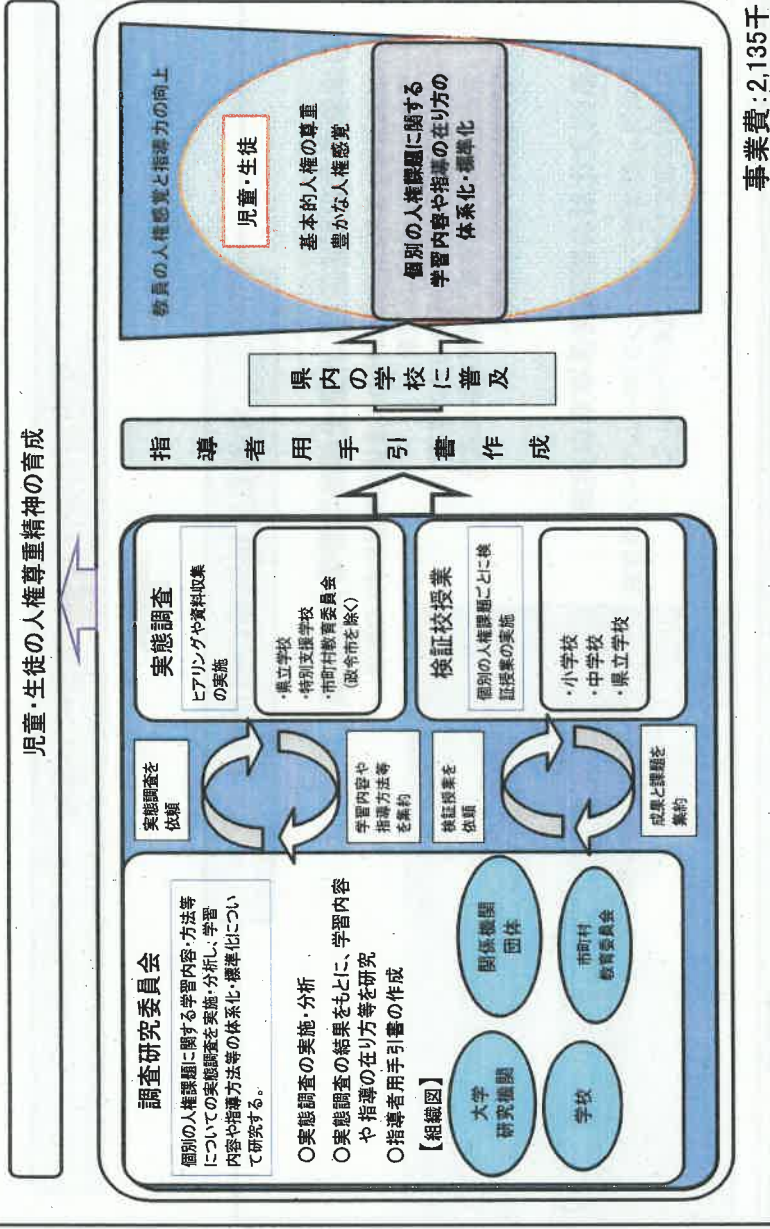 児童・生徒の人権尊重精神の育成
調査研究委員会
個別の人権課題に関する学習内容・方法等
についての実態調査を実施・分析し、学習
内容や指導方法等の体系化・標準化につい
て研究する。
○実態調査の実施・分析
○実態調査の結果をもとに、学習内容
や指導の在り方等を研究
○指導者用手引書の作成
【組織図】
大学
研究機関
関係機関
団体
学校
市町村
教育委員会
実態調査を
依頼
学習内容や
指導方法等
を集約
検証授業を
依頼
成果と課題を
集約
実態調査
ヒアリングや資料収集
の実施
・県立学校
・特別支援学校
・市町村教育委員会
(政令市を除く)
検証校授業
個別の人権課題ごとに検
証授業の実施
・小学校
・中学校
・県立学校
指導者用手引書作成
県内の学校に普及
教員の人権感覚と指導力の向上
児童・生徒
基本的人権の尊重
豊かな人権感覚
個別の人権課題に関する
学習内容や指導の在り方の
体系化・標準化
事業費:2,135千